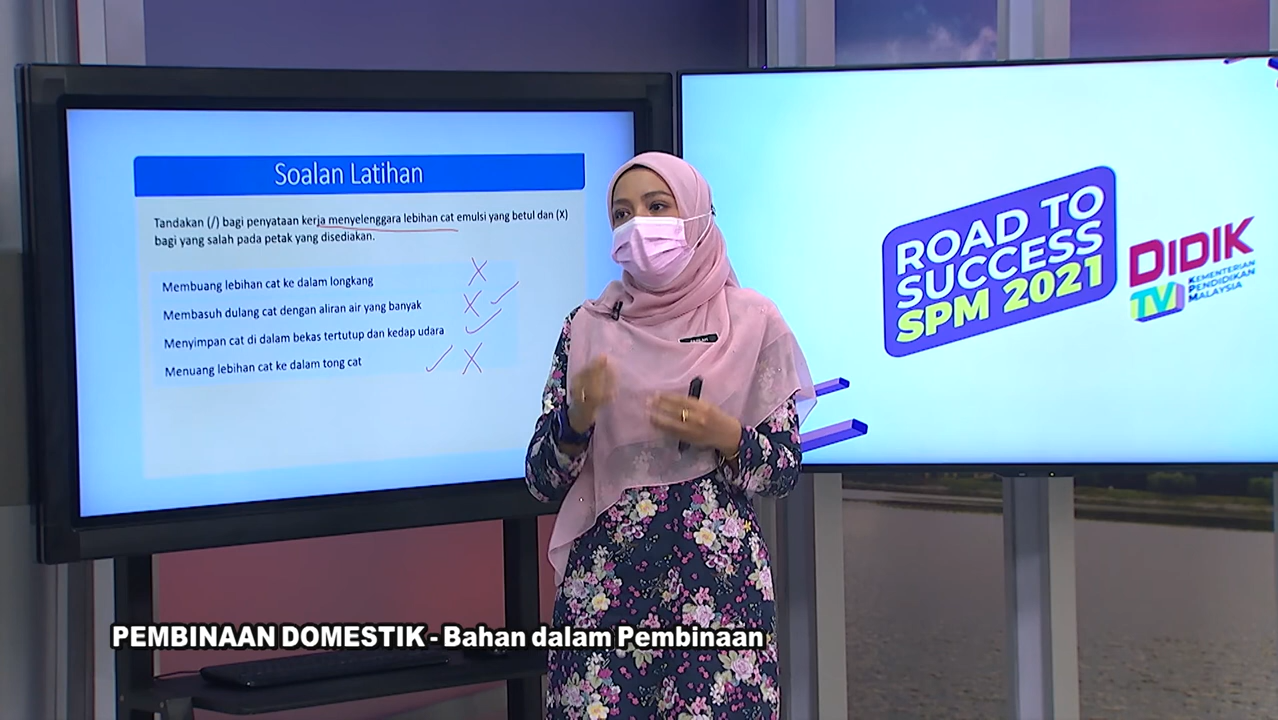 Soalan Latihan
Tandakan (/) bagi penyataan kerja menyelenggara lebihan cat emulsi yang betul dan (X)
bagi yang salah pada petak yang disediakan.
Membuang lebihan cat ke dalam longkang X
Membasuh dulang cat dengan aliran air yang banyak X ✓
Menyimpan cat di dalam bekas tertutup dan kedap udara ✓
Menuang lebihan cat ke dalam tong cat ✓ X
ROAD TO
SUCCESS
SPM 2021
DIDIK
TV
KEMENTERIAN
PENDIDIKAN
MALAYSIA
PEMBINAAN DOMESTIK - Bahan dalam Pembinaan